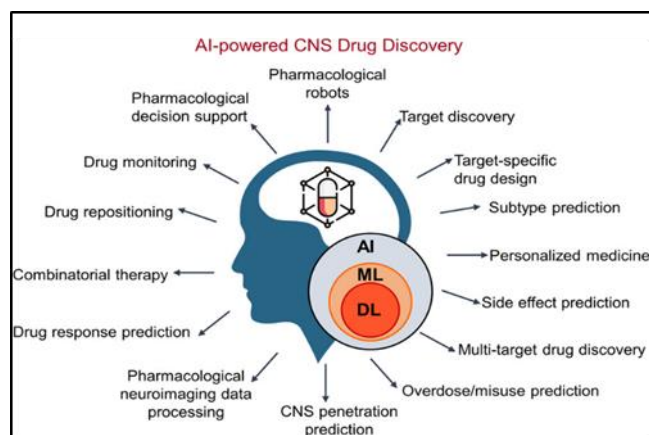 AI-powered CNS Drug Discovery
Pharmacological
robots
Pharmacological
decision support
Target discovery
Drug monitoring
Target-specific
drug design
Drug repositioning
Subtype prediction
AI
Personalized medicine
Combinatorial therapy
ML
Side effect prediction
DL
Drug response prediction
Multi-target drug discovery
Pharmacological
neuroimaging data
processing
Overdose/misuse prediction
CNS penetration
prediction